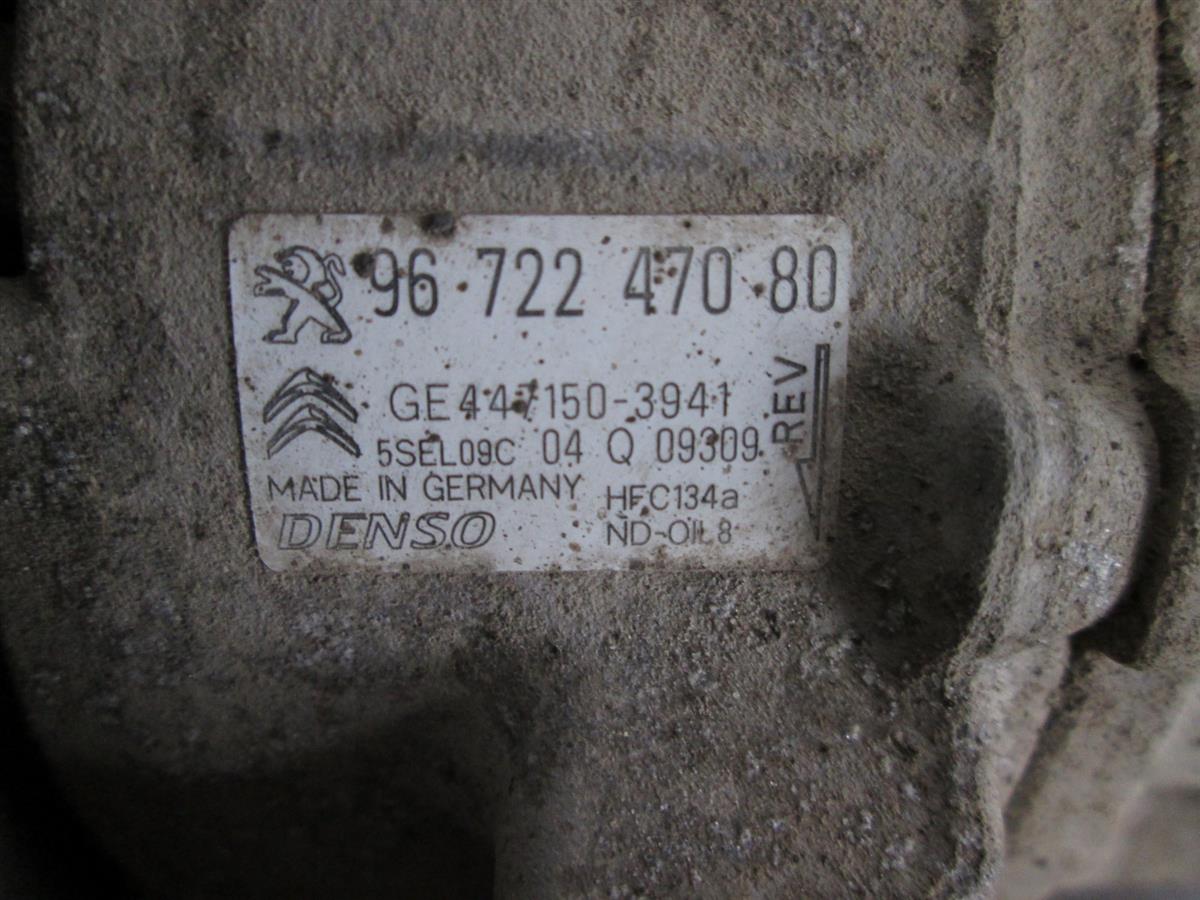 96 722 470 80
GE447150-3941
5SEL09C 04 Q 09309
MADE IN GERMANY HFC134a
DENSO ND-OIL8
REV